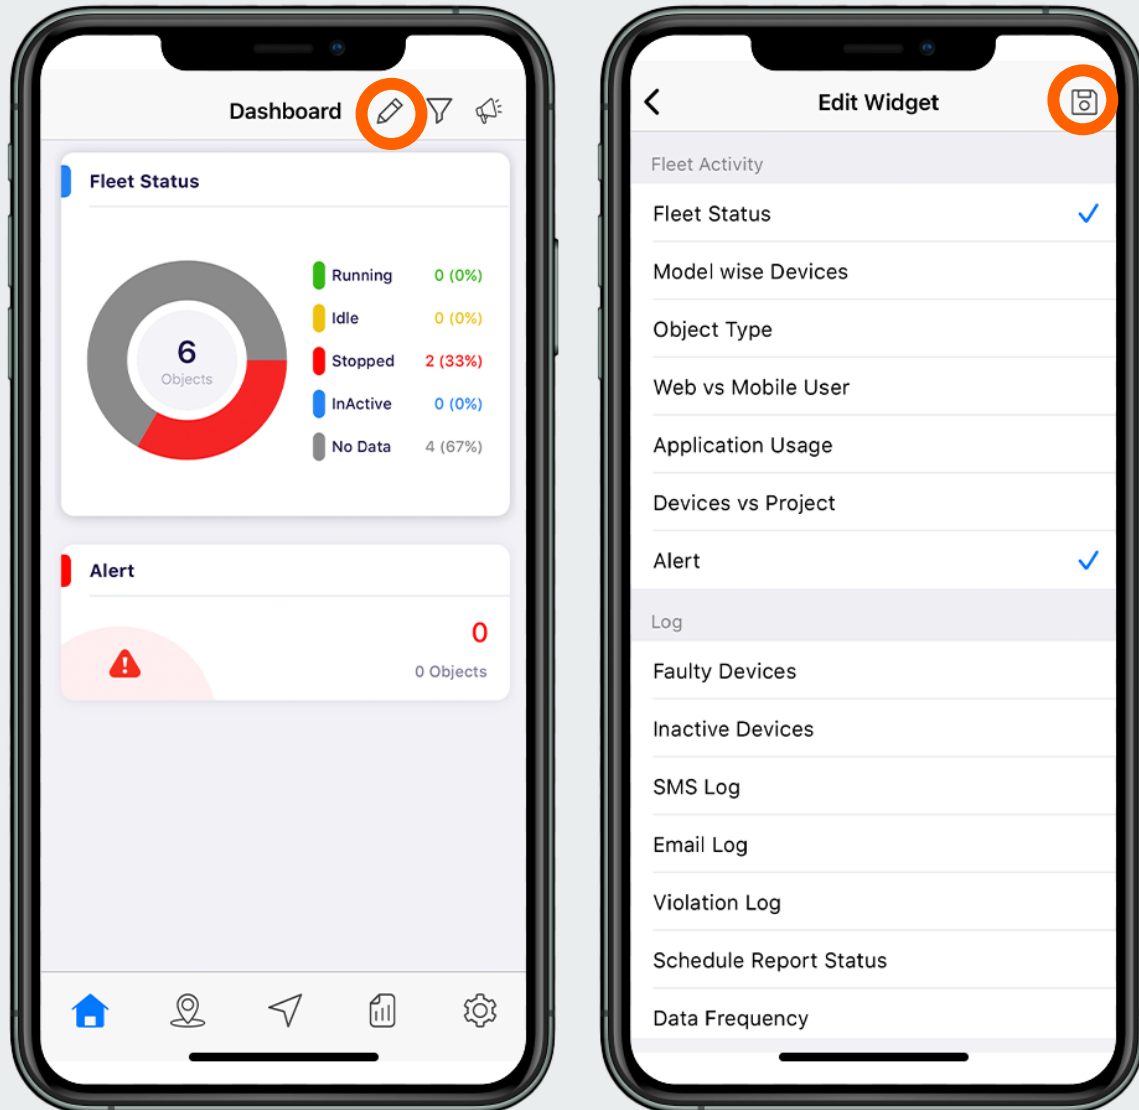 Dashboard
Fleet Status
6
Objects
Running 0 (0%)
Idle 0 (0%)
Stopped 2 (33%)
InActive 0 (0%)
No Data 4 (67%)
Alert
0
0 Objects
Edit Widget
Fleet Activity
Fleet Status
Model wise Devices
Object Type
Web vs Mobile User
Application Usage
Devices vs Project
Alert
Log
Faulty Devices
Inactive Devices
SMS Log
Email Log
Violation Log
Schedule Report Status
Data Frequency